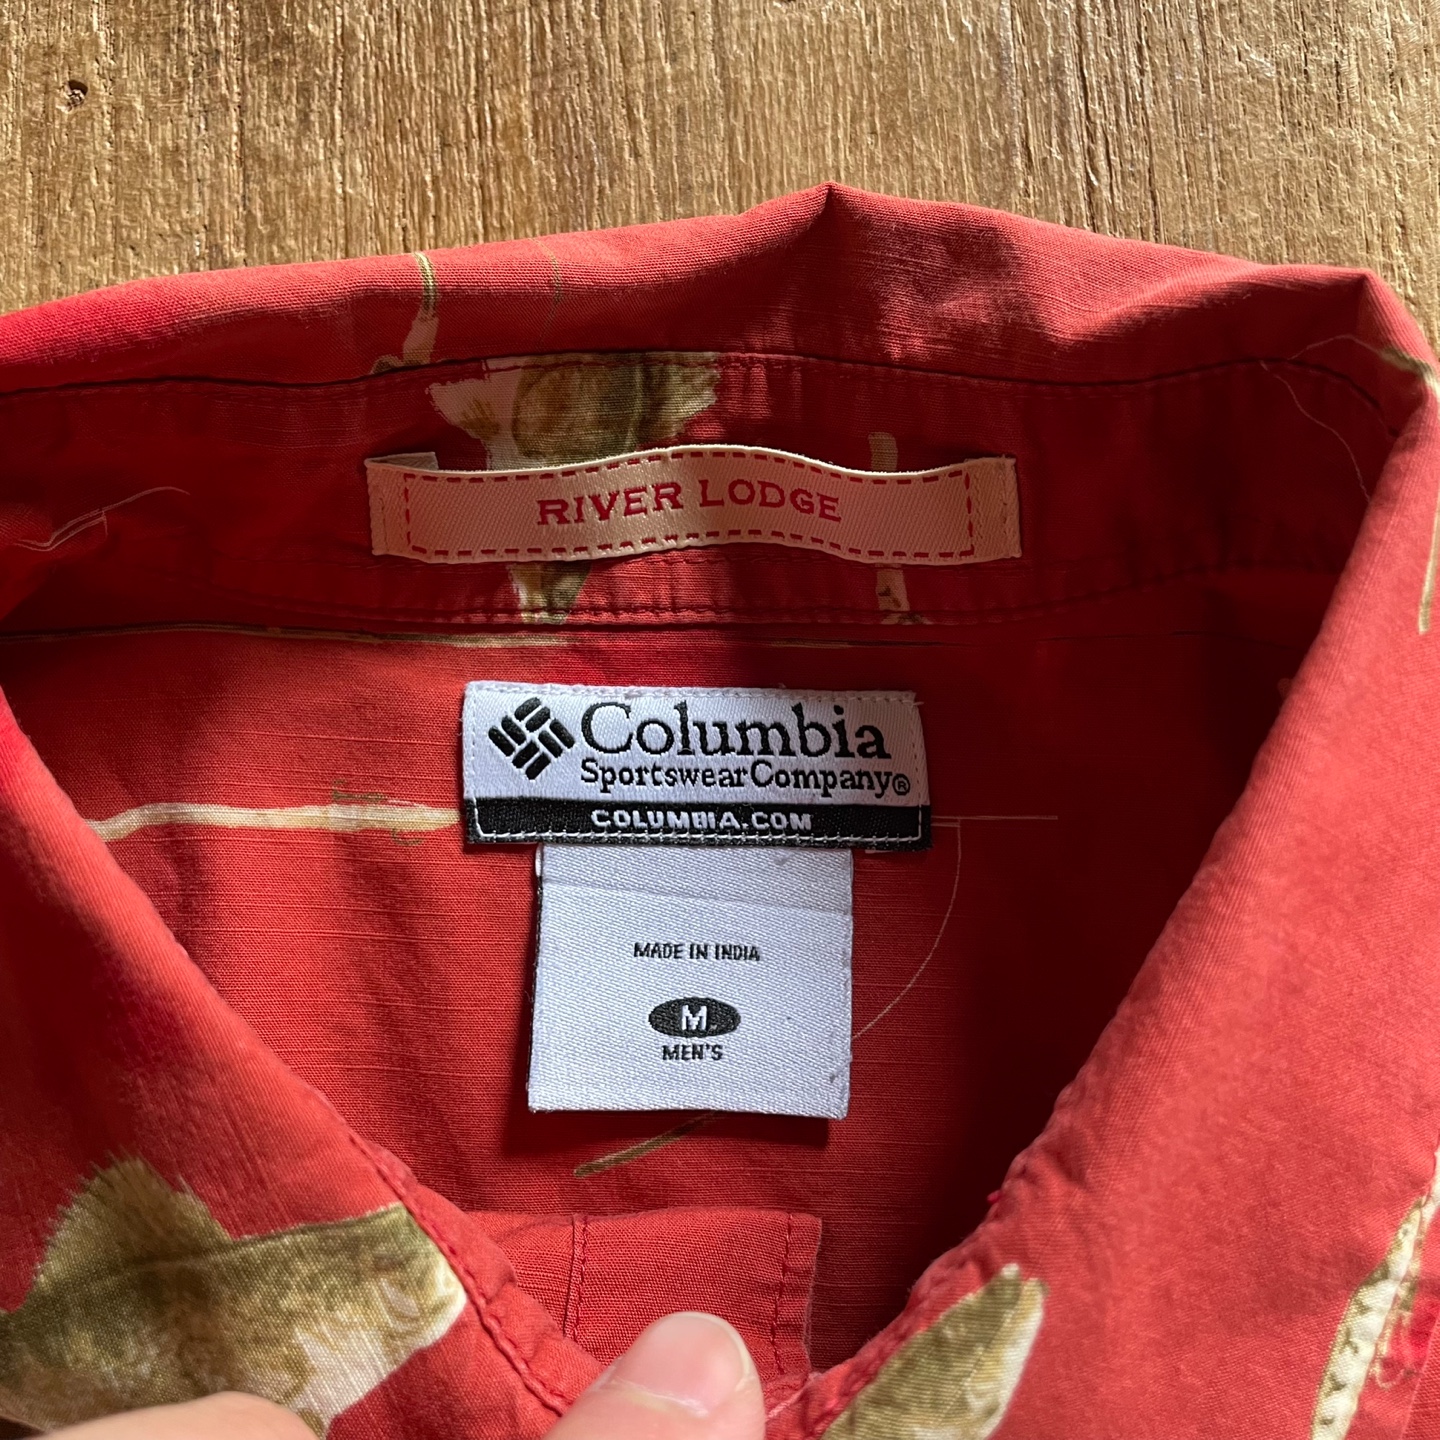 RIVER LODGE
Columbia
Sportswear Company®
COLUMBIA.COM
MADE IN INDIA
M
MEN'S